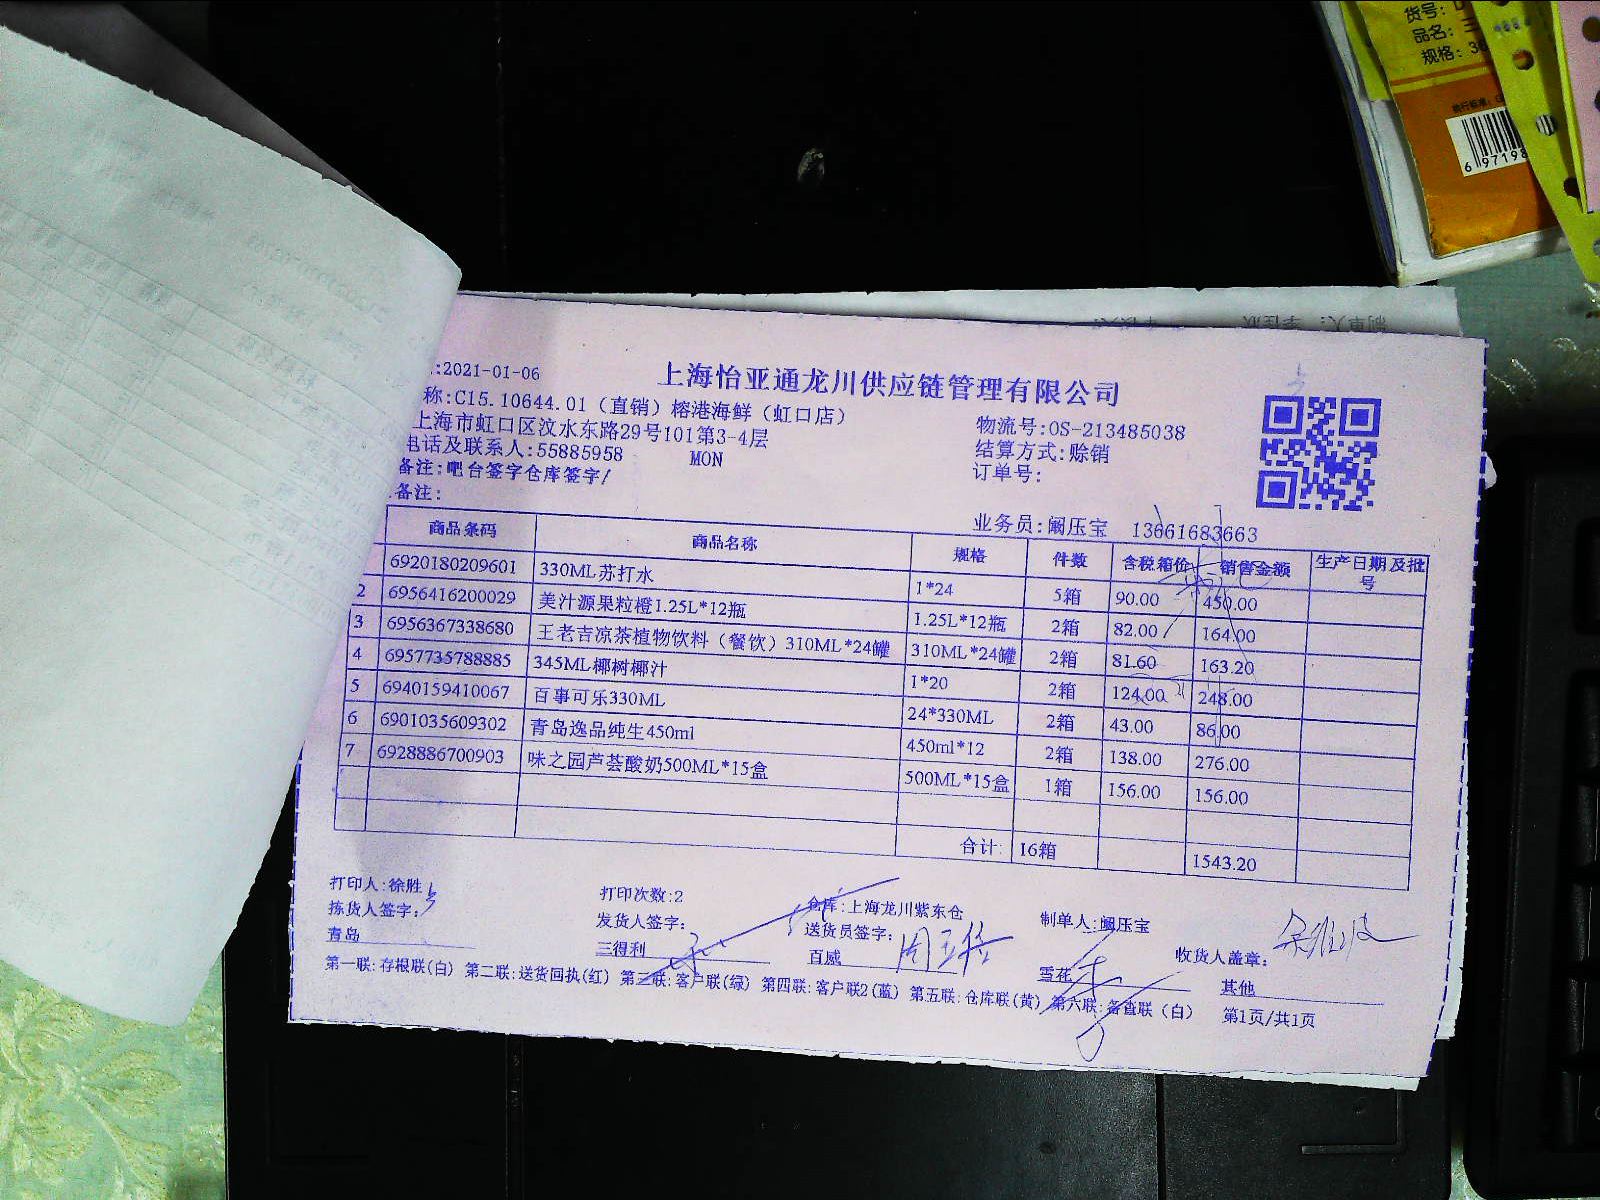 货号:
品名:
规格:
6 97198
上海怡亚通龙川供应链管理有限公司
:2021-01-06
称:C15.10644.01（直销）榕港海鲜（虹口店）
上海市虹口区汶水东路29号101第3-4层
电话及联系人:55885958 MON
备注:吧台签字仓库签字/
备注:
物流号:OS-213485038
结算方式:赊销
订单号:
业务员:阚压宝 13661683663
商品条码 商品名称 规格 件数 含税箱价 销售金额 生产日期及批号
6920180209601 330ML苏打水 1*24 5箱 90.00 450.00
2 6956416200029 美汁源果粒橙1.25L*12瓶 1.25L*12瓶 2箱 82.00 164.00
3 6956367338680 王老吉凉茶植物饮料（餐饮）310ML*24罐 310ML*24罐 2箱 81.60 163.20
4 6957735788885 345ML椰树椰汁 1*20 2箱 124.00 248.00
5 6940159410067 百事可乐330ML 24*330ML 2箱 43.00 86.00
6 6901035609302 青岛逸品纯生450ml 450ml*12 2箱 138.00 276.00
7 6928886700903 味之园芦荟酸奶500ML*15盒 500ML*15盒 1箱 156.00 156.00
合计: 16箱 1543.20
打印人:徐胜 打印次数:2 仓库:上海龙川紫东仓 制单人:阚压宝
拣货人签字: 发货人签字: 送货员签字: 收货人盖章:
青岛 三得利 百威 雪花 其他
第一联:存根联(白) 第二联:送货回执(红) 第三联:客户联(绿) 第四联:客户联2(蓝) 第五联:仓库联(黄) 第六联:备查联（白） 第1页/共1页